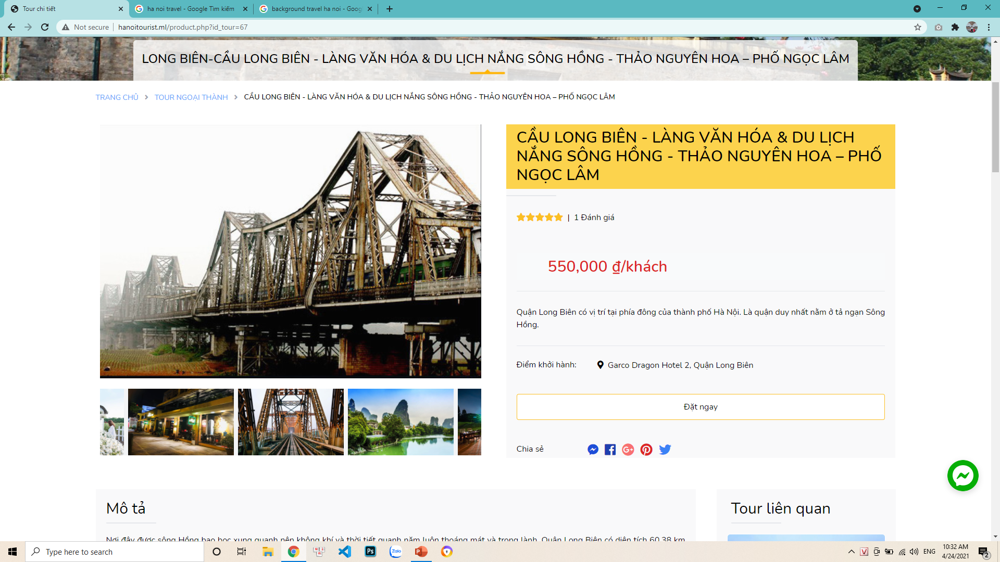 Tour chi tiết
ha noi travel - Google Tìm kiếm
background travel ha noi - Goog
Not secure
hanoitourist.ml/product.php?id_tour=67
LONG BIÊN-CẦU LONG BIÊN - LÀNG VĂN HÓA & DU LỊCH NẮNG SÔNG HỒNG - THẢO NGUYÊN HOA – PHỐ NGỌC LÂM
TRANG CHỦ
TOUR NGOẠI THÀNH
CẦU LONG BIÊN - LÀNG VĂN HÓA & DU LỊCH NẮNG SÔNG HỒNG - THẢO NGUYÊN HOA – PHỐ NGỌC LÂM
CẦU LONG BIÊN - LÀNG VĂN HÓA & DU LỊCH
NẮNG SÔNG HỒNG - THẢO NGUYÊN HOA – PHỐ
NGỌC LÂM
| 1 Đánh giá
550,000 ₫/khách
Quận Long Biên có vị trí tại phía đông của thành phố Hà Nội. Là quận duy nhất nằm ở tả ngạn Sông
Hồng.
Điểm khởi hành:
Garco Dragon Hotel 2, Quận Long Biên
Đặt ngay
Chia sẻ
Mô tả
Tour liên quan
Nơi đây được sông Hồng bao bọc xung quanh nên không khí và thời tiết quanh năm luôn thoáng mát và trong lành. Quận Long Biên có diện tích 60,38 km
Type here to search
Zalo
ENG
10:32 AM
4/24/2021
2